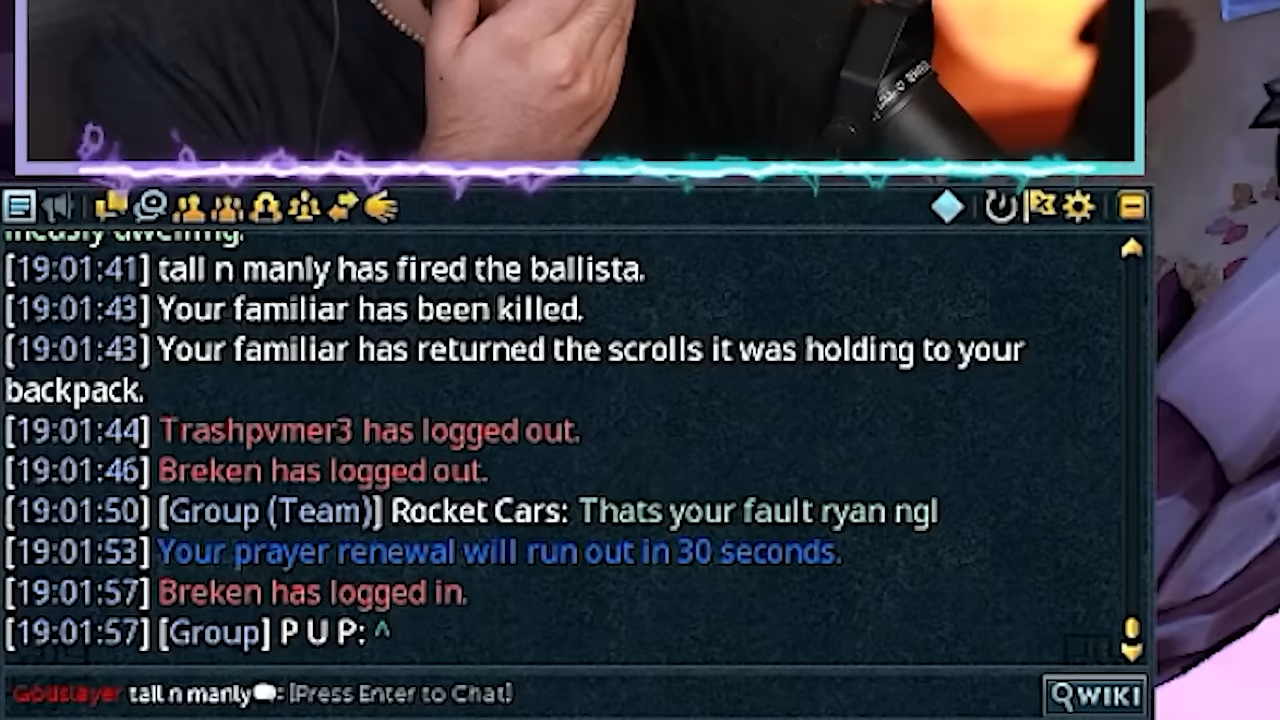 [19:01:41] tall n manly has fired the ballista.
[19:01:43] Your familiar has been killed.
[19:01:43] Your familiar has returned the scrolls it was holding to your
backpack.
[19:01:44] Trashpvmer3 has logged out.
[19:01:46] Breken has logged out.
[19:01:50] [Group (Team)] Rocket Cars: Thats your fault ryan ngl
[19:01:53] Your prayer renewal will run out in 30 seconds.
[19:01:57] Breken has logged in.
[19:01:57] [Group] P U P: ^
Godslayer tall n manly: [Press Enter to Chat]
WIKI